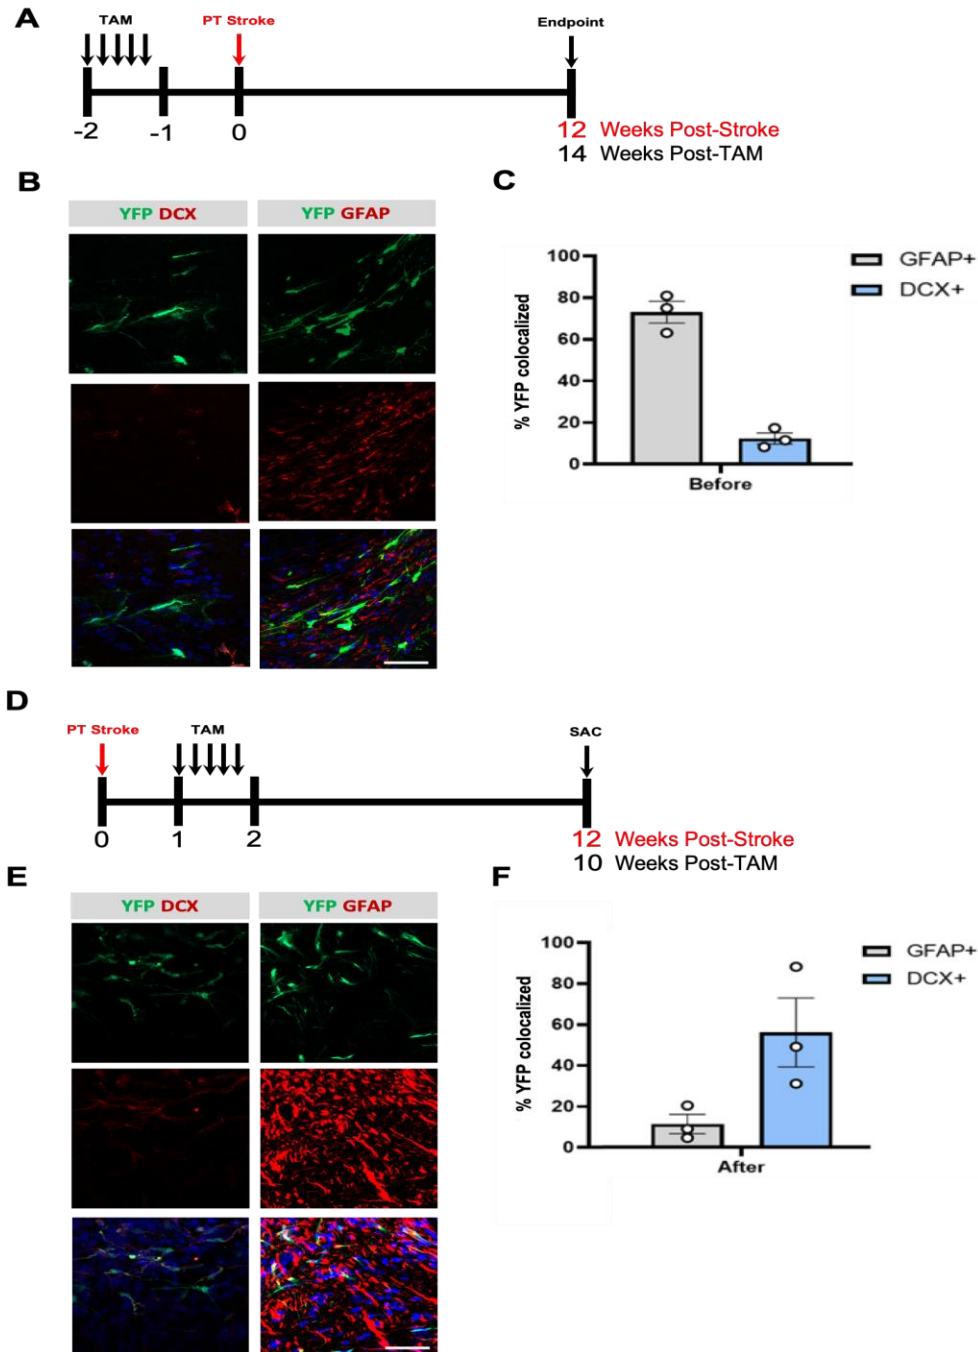 A
TAM
PT Stroke
Endpoint
-2
-1
0
12 Weeks Post-Stroke
14 Weeks Post-TAM
B
YFP DCX
YFP GFAP
C
% YFP colocalized
100
80
60
40
20
0
Before
GFAP+
DCX+
D
PT Stroke
TAM
SAC
0
1
2
12 Weeks Post-Stroke
10 Weeks Post-TAM
E
YFP DCX
YFP GFAP
F
% YFP colocalized
100
80
60
40
20
0
After
GFAP+
DCX+